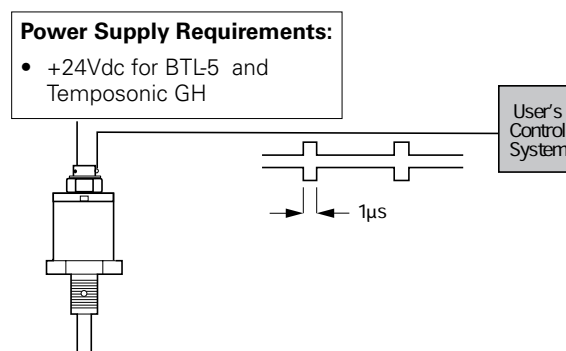 Power Supply Requirements:
• +24Vdc for BTL-5 and
Temposonic GH
User's
Control
System
1µs